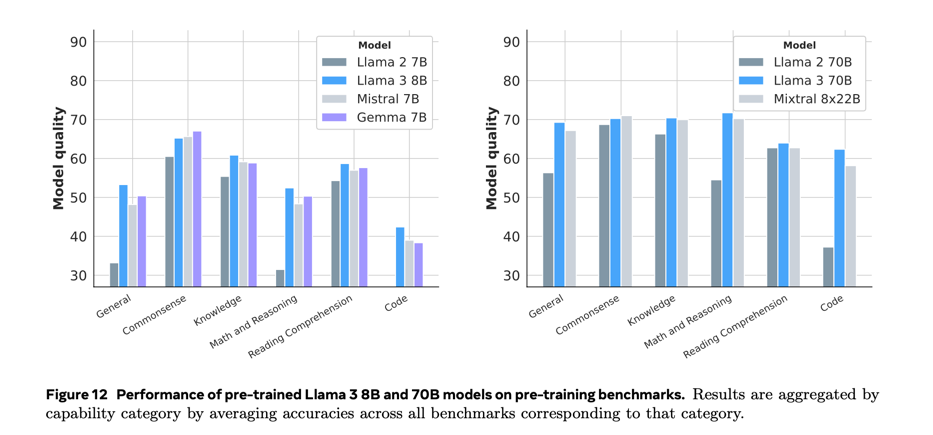 Model quality
90
80
70
60
50
40
30
Model
Llama 2 7B
Llama 3 8B
Mistral 7B
Gemma 7B
General
Commonsense
Knowledge
Math and Reasoning
Reading Comprehension
Code
Model quality
90
80
70
60
50
40
30
Model
Llama 2 70B
Llama 3 70B
Mixtral 8x22B
General
Commonsense
Knowledge
Math and Reasoning
Reading Comprehension
Code
Figure 12 Performance of pre-trained Llama 3 8B and 70B models on pre-training benchmarks. Results are aggregated by
capability category by averaging accuracies across all benchmarks corresponding to that category.